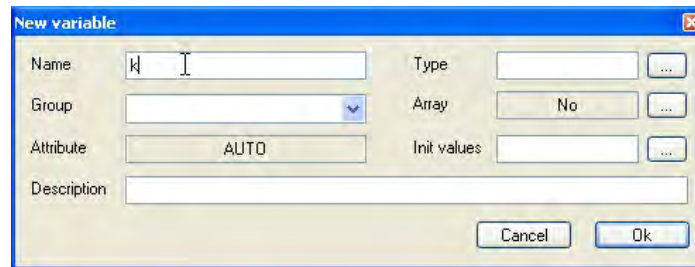 New variable
Name k Type ...
Group Array No ...
Attribute AUTO Init values ...
Description
Cancel Ok